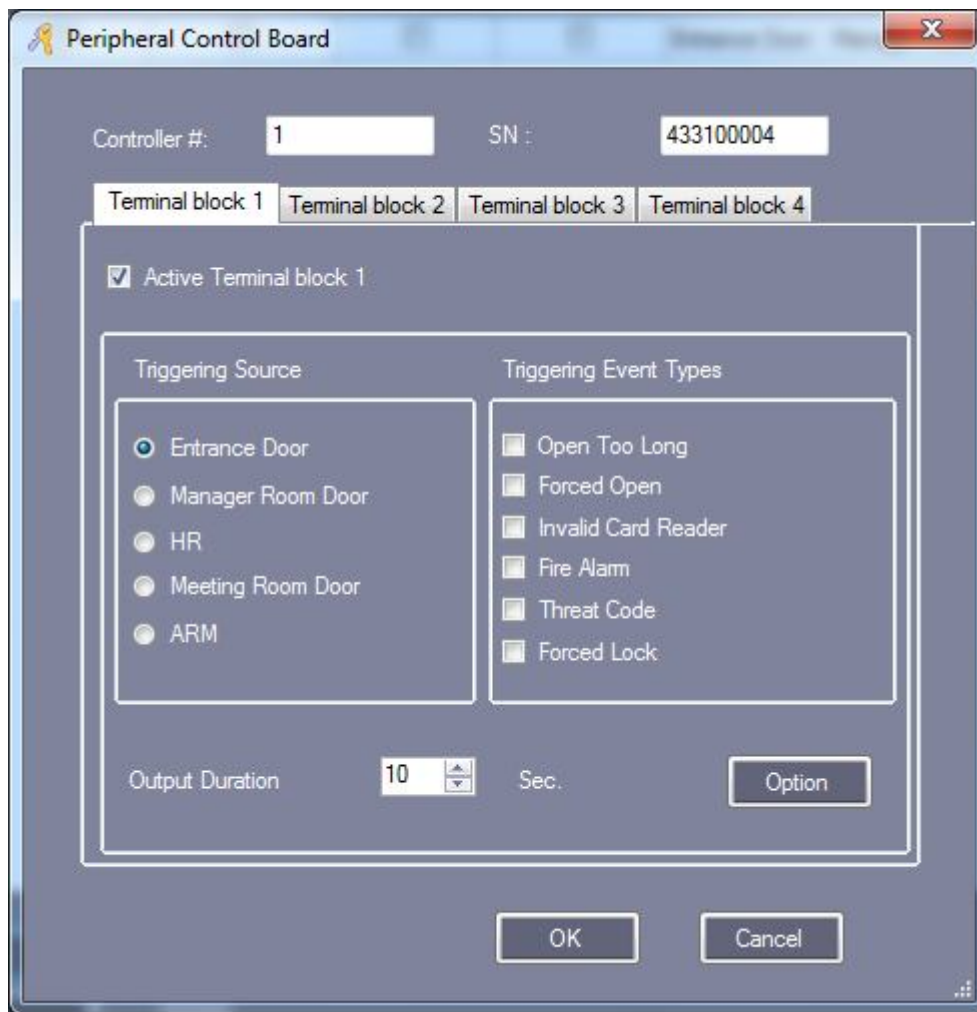 Peripheral Control Board
Controller #: 1 SN : 433100004
Terminal block 1 Terminal block 2 Terminal block 3 Terminal block 4
Active Terminal block 1
Triggering Source
Entrance Door
Manager Room Door
HR
Meeting Room Door
ARM
Triggering Event Types
Open Too Long
Forced Open
Invalid Card Reader
Fire Alarm
Threat Code
Forced Lock
Output Duration 10 Sec. Option
OK Cancel